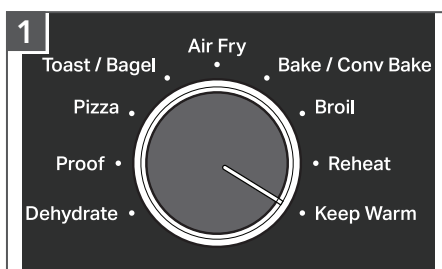 1
Air Fry
Toast / Bagel
Bake / Conv Bake
Pizza
Broil
Proof
Reheat
Dehydrate
Keep Warm